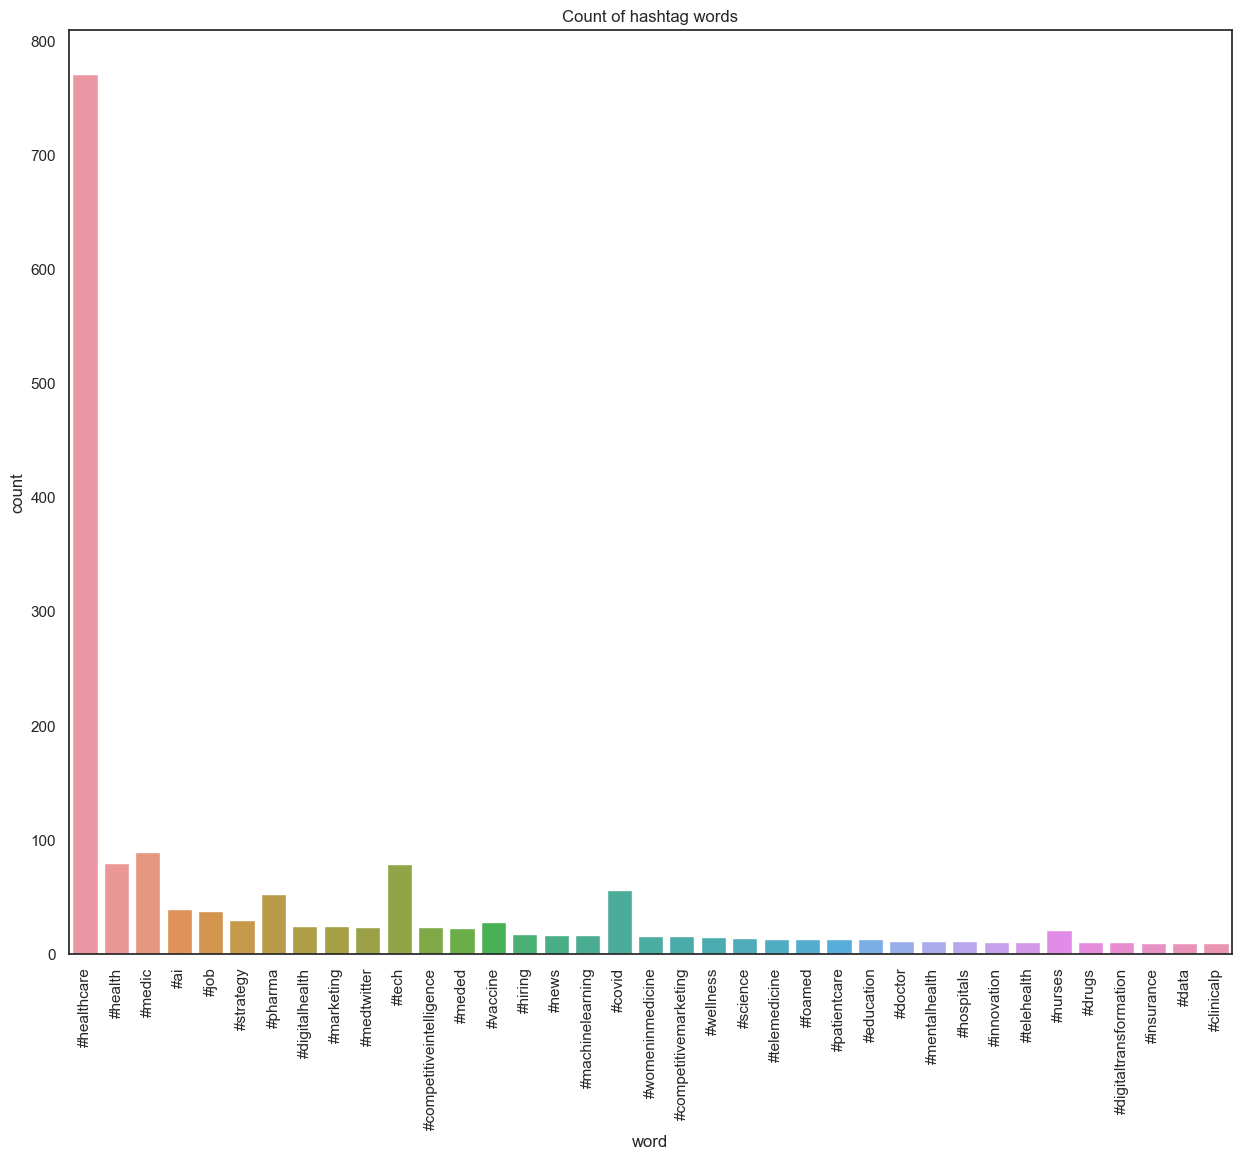 Count of hashtag words
800
700
600
500
400
300
200
100
0
count
#healthcare
#health
#medic
#ai
#job
#strategy
#pharma
#digitalhealth
#marketing
#medtwitter
#tech
#competitiveintelligence
#meded
#vaccine
#hiring
#news
#machinelearning
#covid
#womeninmedicine
#competitivemarketing
#wellness
#science
#telemedicine
#foamed
#patientcare
#education
#doctor
#mentalhealth
#hospitals
#innovation
#telehealth
#nurses
#drugs
#digitaltransformation
#insurance
#data
#clinicalp
word